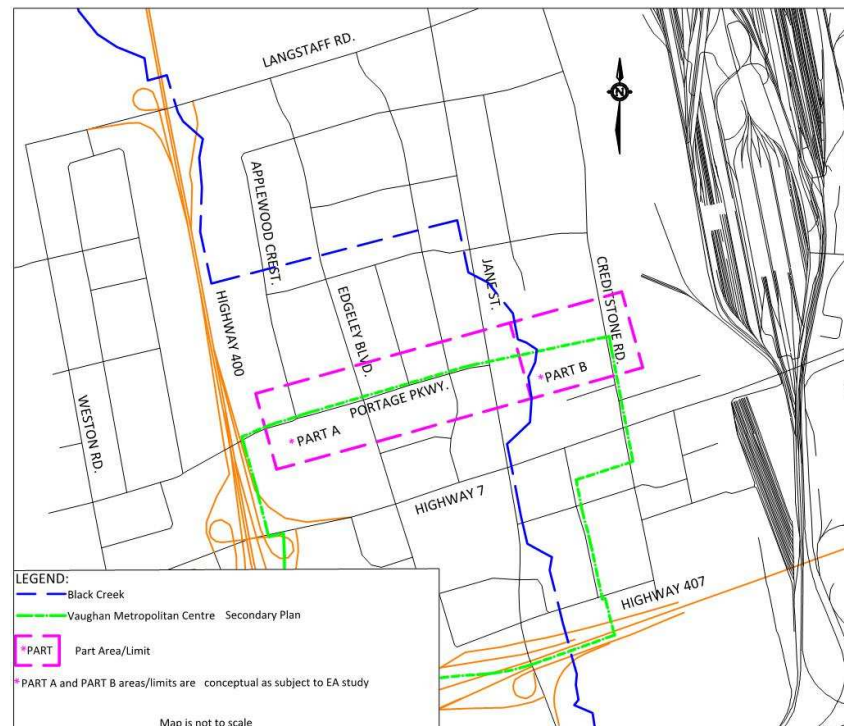 LANGSTAFF RD.
N
APPLEWOOD CREST.
EDGELEY BLVD.
JANE ST.
CREDITSTONE RD.
HIGHWAY 400
WESTON RD.
PORTAGE PKWY.
*PART A
*PART B
HIGHWAY 7
HIGHWAY 407
LEGEND:
Black Creek
Vaughan Metropolitan Centre Secondary Plan
*PART Part Area/Limit
*PART A and PART B areas/limits are conceptual as subject to EA study
Map is not to scale